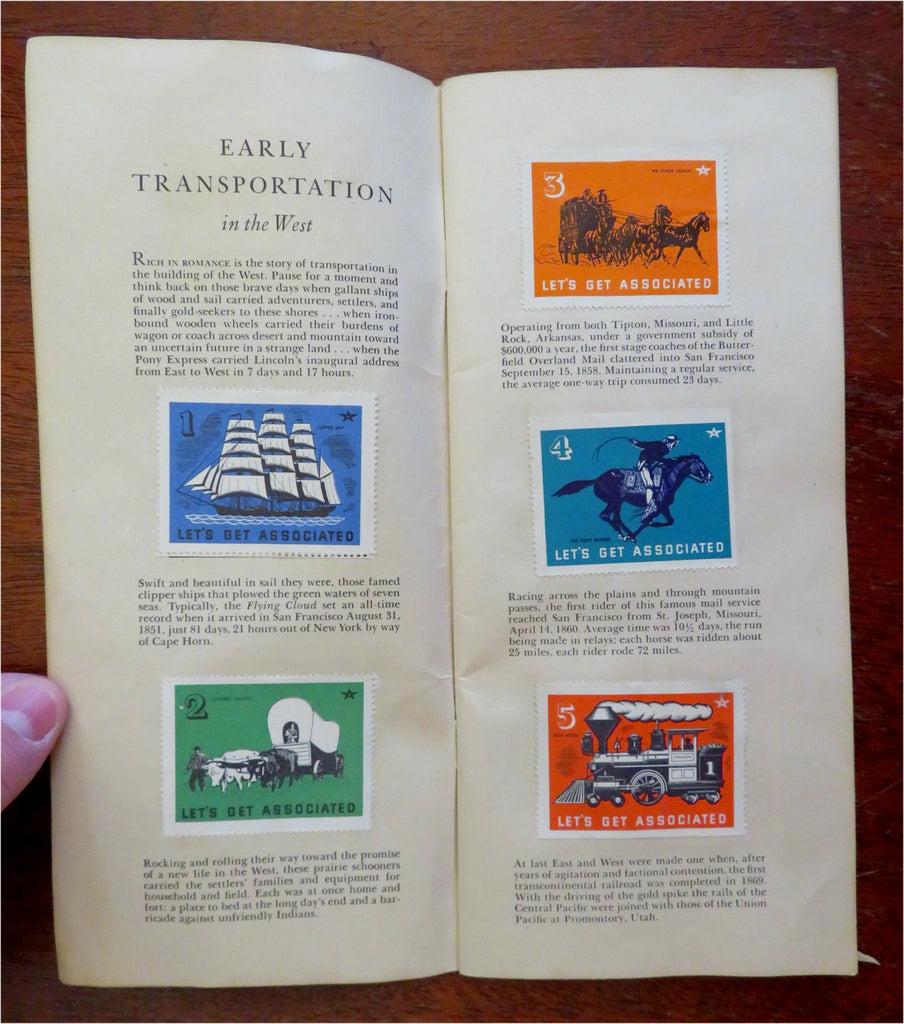 EARLY
TRANSPORTATION
in the West
RICH IN ROMANCE is the story of transportation in
the building of the West. Pause for a moment and
think back on those brave days when gallant ships
of wood and sail carried adventurers, settlers, and
finally gold-seekers to these shores . . . when iron-
bound wooden wheels carried their burdens of
wagon or coach across desert and mountain toward
an uncertain future in a strange land . . . when the
Pony Express carried Lincoln's inaugural address
from East to West in 7 days and 17 hours.
1
CLIPPER SHIP
LET'S GET ASSOCIATED
Swift and beautiful in sail they were, those famed
clipper ships that plowed the green waters of seven
seas. Typically, the Flying Cloud set an all-time
record when it arrived in San Francisco August 31,
1851, just 81 days, 21 hours out of New York by way
of Cape Horn.
2
COVERED WAGON
LET'S GET ASSOCIATED
Rocking and rolling their way toward the promise
of a new life in the West, these prairie schooners
carried the settlers' families and equipment for
household and field. Each was at once home and
fort: a place to bed at the long day's end and a bar-
ricade against unfriendly Indians.
3
THE STAGE COACH
LET'S GET ASSOCIATED
Operating from both Tipton, Missouri, and Little
Rock, Arkansas, under a government subsidy of
$600,000 a year, the first stage coaches of the Butter-
field Overland Mail clattered into San Francisco
September 15, 1858. Maintaining a regular service,
the average one-way trip consumed 23 days.
4
THE PONY EXPRESS
LET'S GET ASSOCIATED
Racing across the plains and through mountain
passes, the first rider of this famous mail service
reached San Francisco from St. Joseph, Missouri,
April 14, 1860. Average time was 10½ days, the run
being made in relays: each horse was ridden about
25 miles, each rider rode 72 miles.
5
IRON HORSE
1
LET'S GET ASSOCIATED
At last East and West were made one when, after
years of agitation and factional contention, the first
transcontinental railroad was completed in 1869.
With the driving of the gold spike the rails of the
Central Pacific were joined with those of the Union
Pacific at Promontory, Utah.